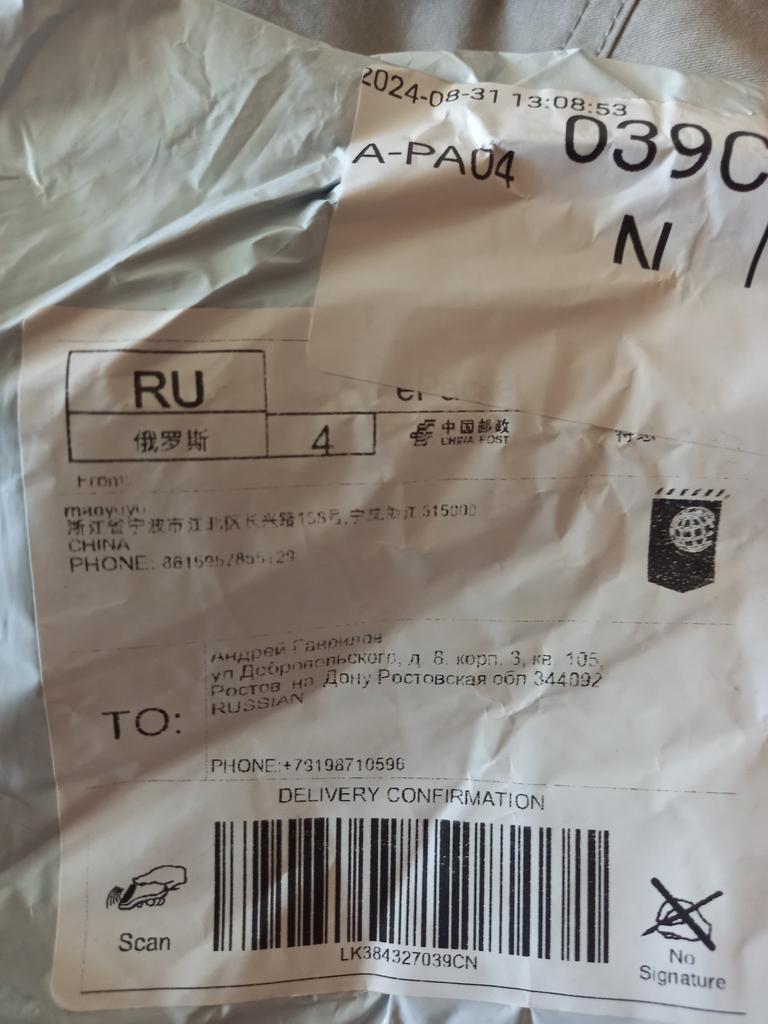 2024-08-31 13:08:53
A-PA04
039C
N
RU
俄罗斯
4
中国邮政
CHINA POST
From:
maoyuyu
浙江省宁波市江北区长兴路158号,宁波,浙江 315000
CHINA
PHONE:
TO:
Андрей Гаврилов
ул Добровольского, д. 8, корп. 3, кв. 105,
Ростов на Дону Ростовская обл 344092
RUSSIAN
PHONE:+79198710596
DELIVERY CONFIRMATION
Scan
LK384327039CN
No
Signature